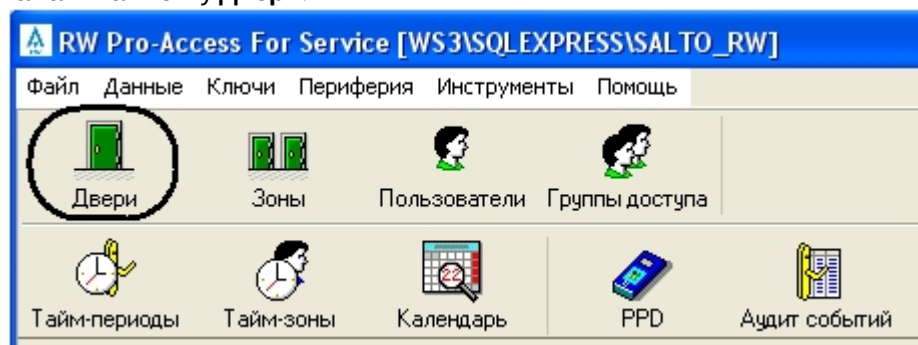 RW Pro-Access For Service [WS3\SQLEXPRESS\SALTO_RW]
Файл Данные Ключи Периферия Инструменты Помощь
Двери Зоны Пользователи Группы доступа
22
Тайм-периоды Тайм-зоны Календарь PPD Аудит событий